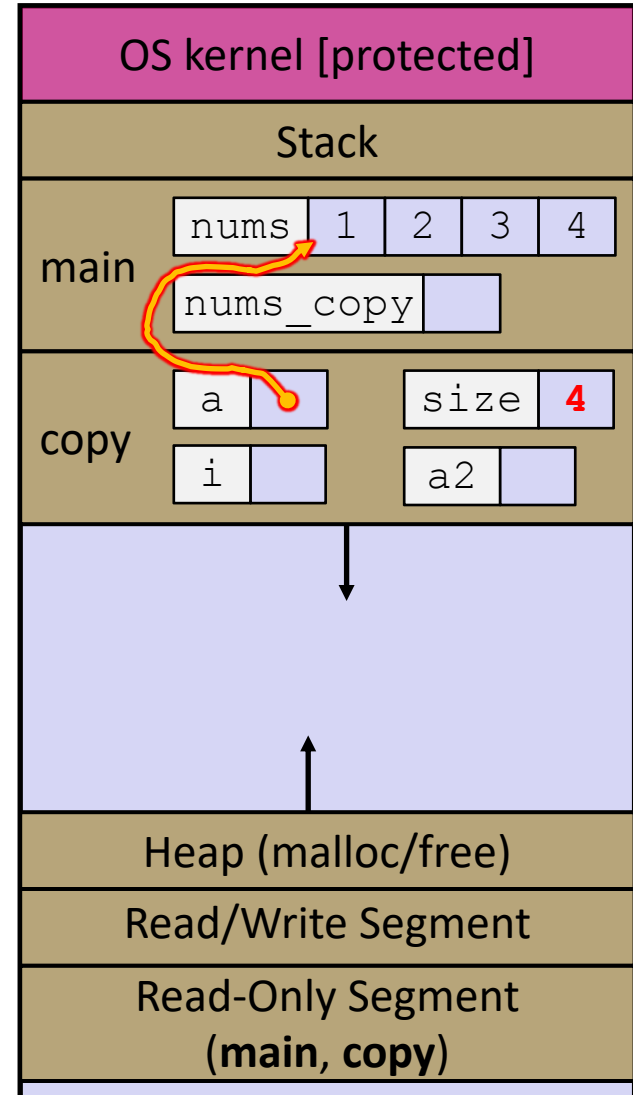 OS kernel [protected]
Stack
main
nums 1 2 3 4
nums_copy
copy
a size 4
i a2
Heap (malloc/free)
Read/Write Segment
Read-Only Segment
(main, copy)